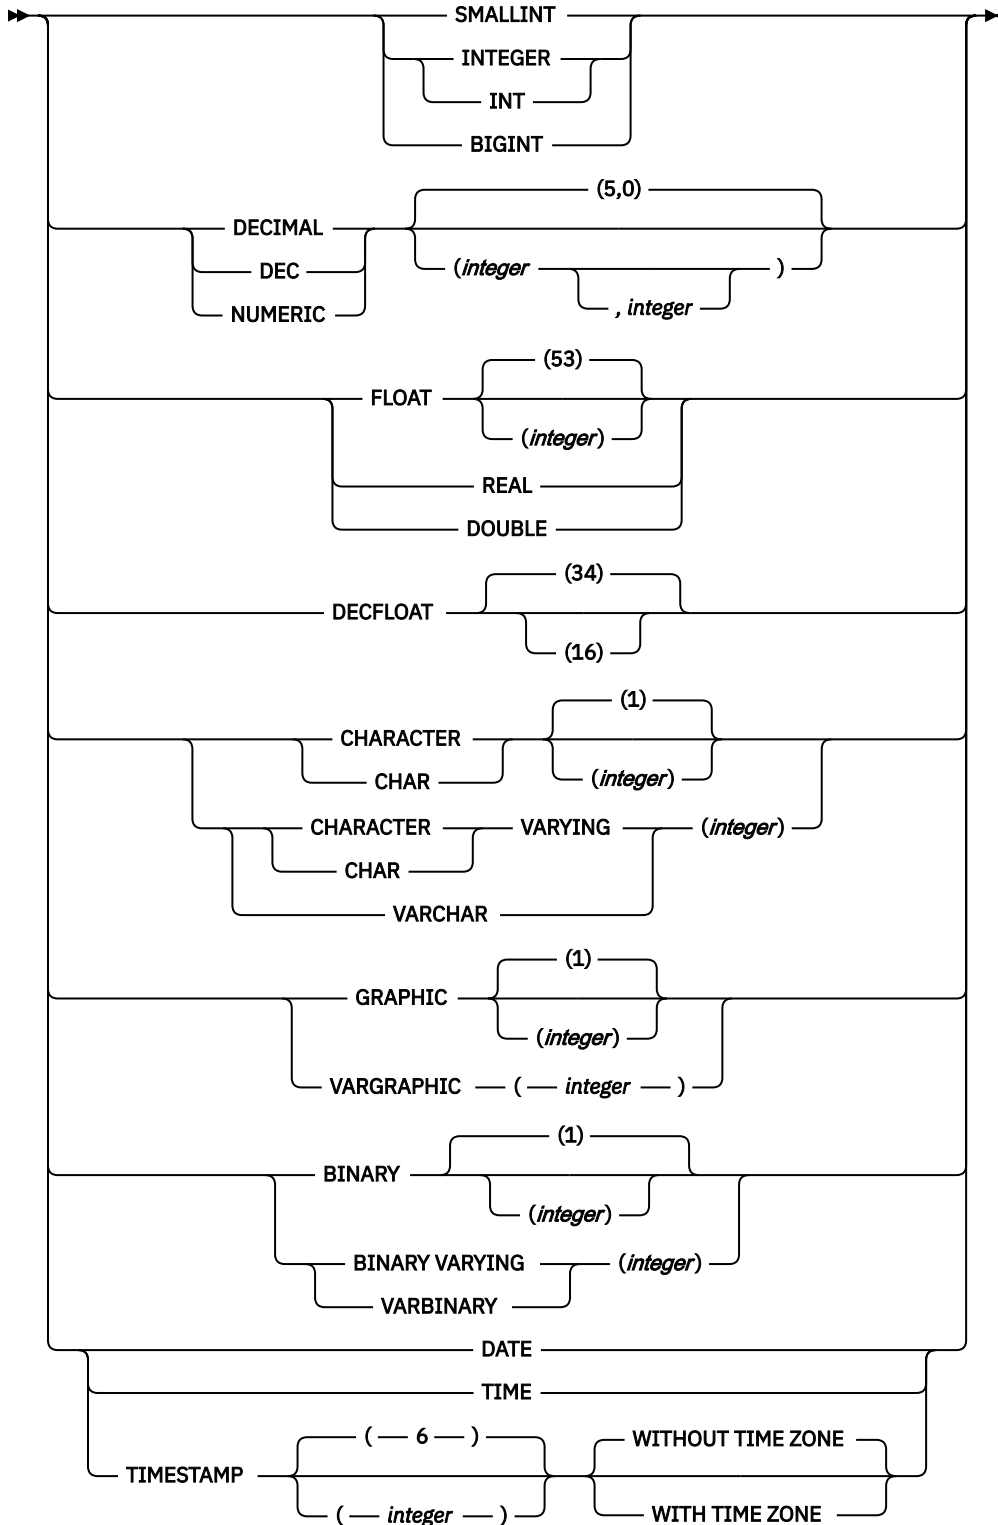 SMALLINT
INTEGER
INT
BIGINT
(5,0)
DECIMAL
DEC
(integer )
NUMERIC
, integer
(53)
FLOAT
(integer)
REAL
DOUBLE
(34)
DECFLOAT
(16)
(1)
CHARACTER
CHAR
(integer)
CHARACTER VARYING (integer)
CHAR
VARCHAR
(1)
GRAPHIC
(integer)
VARGRAPHIC ( integer )
(1)
BINARY
(integer)
BINARY VARYING (integer)
VARBINARY
DATE
TIME
( 6 ) WITHOUT TIME ZONE
TIMESTAMP
( integer ) WITH TIME ZONE